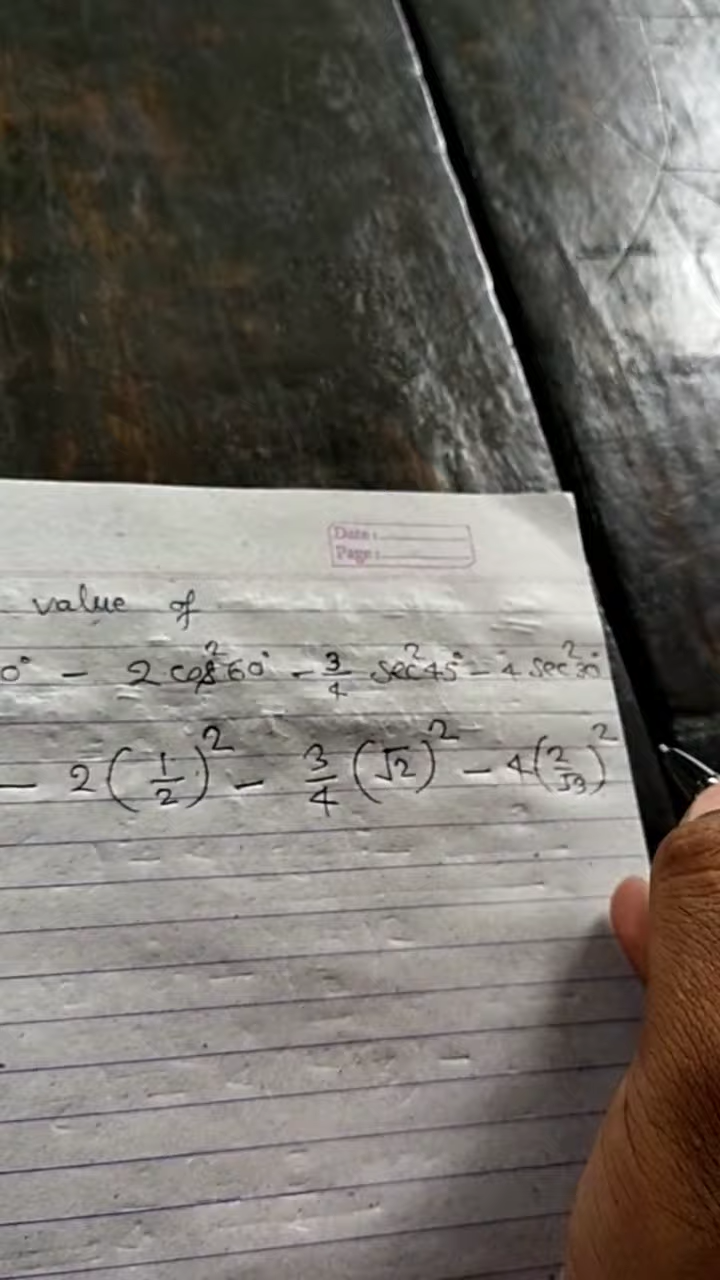 Date :
Page :
value of
0° - 2 cos²60° - 3/4 sec²45° - 4 sec²30°
- 2(1/2)² - 3/4(√2)² - 4(2/√3)²